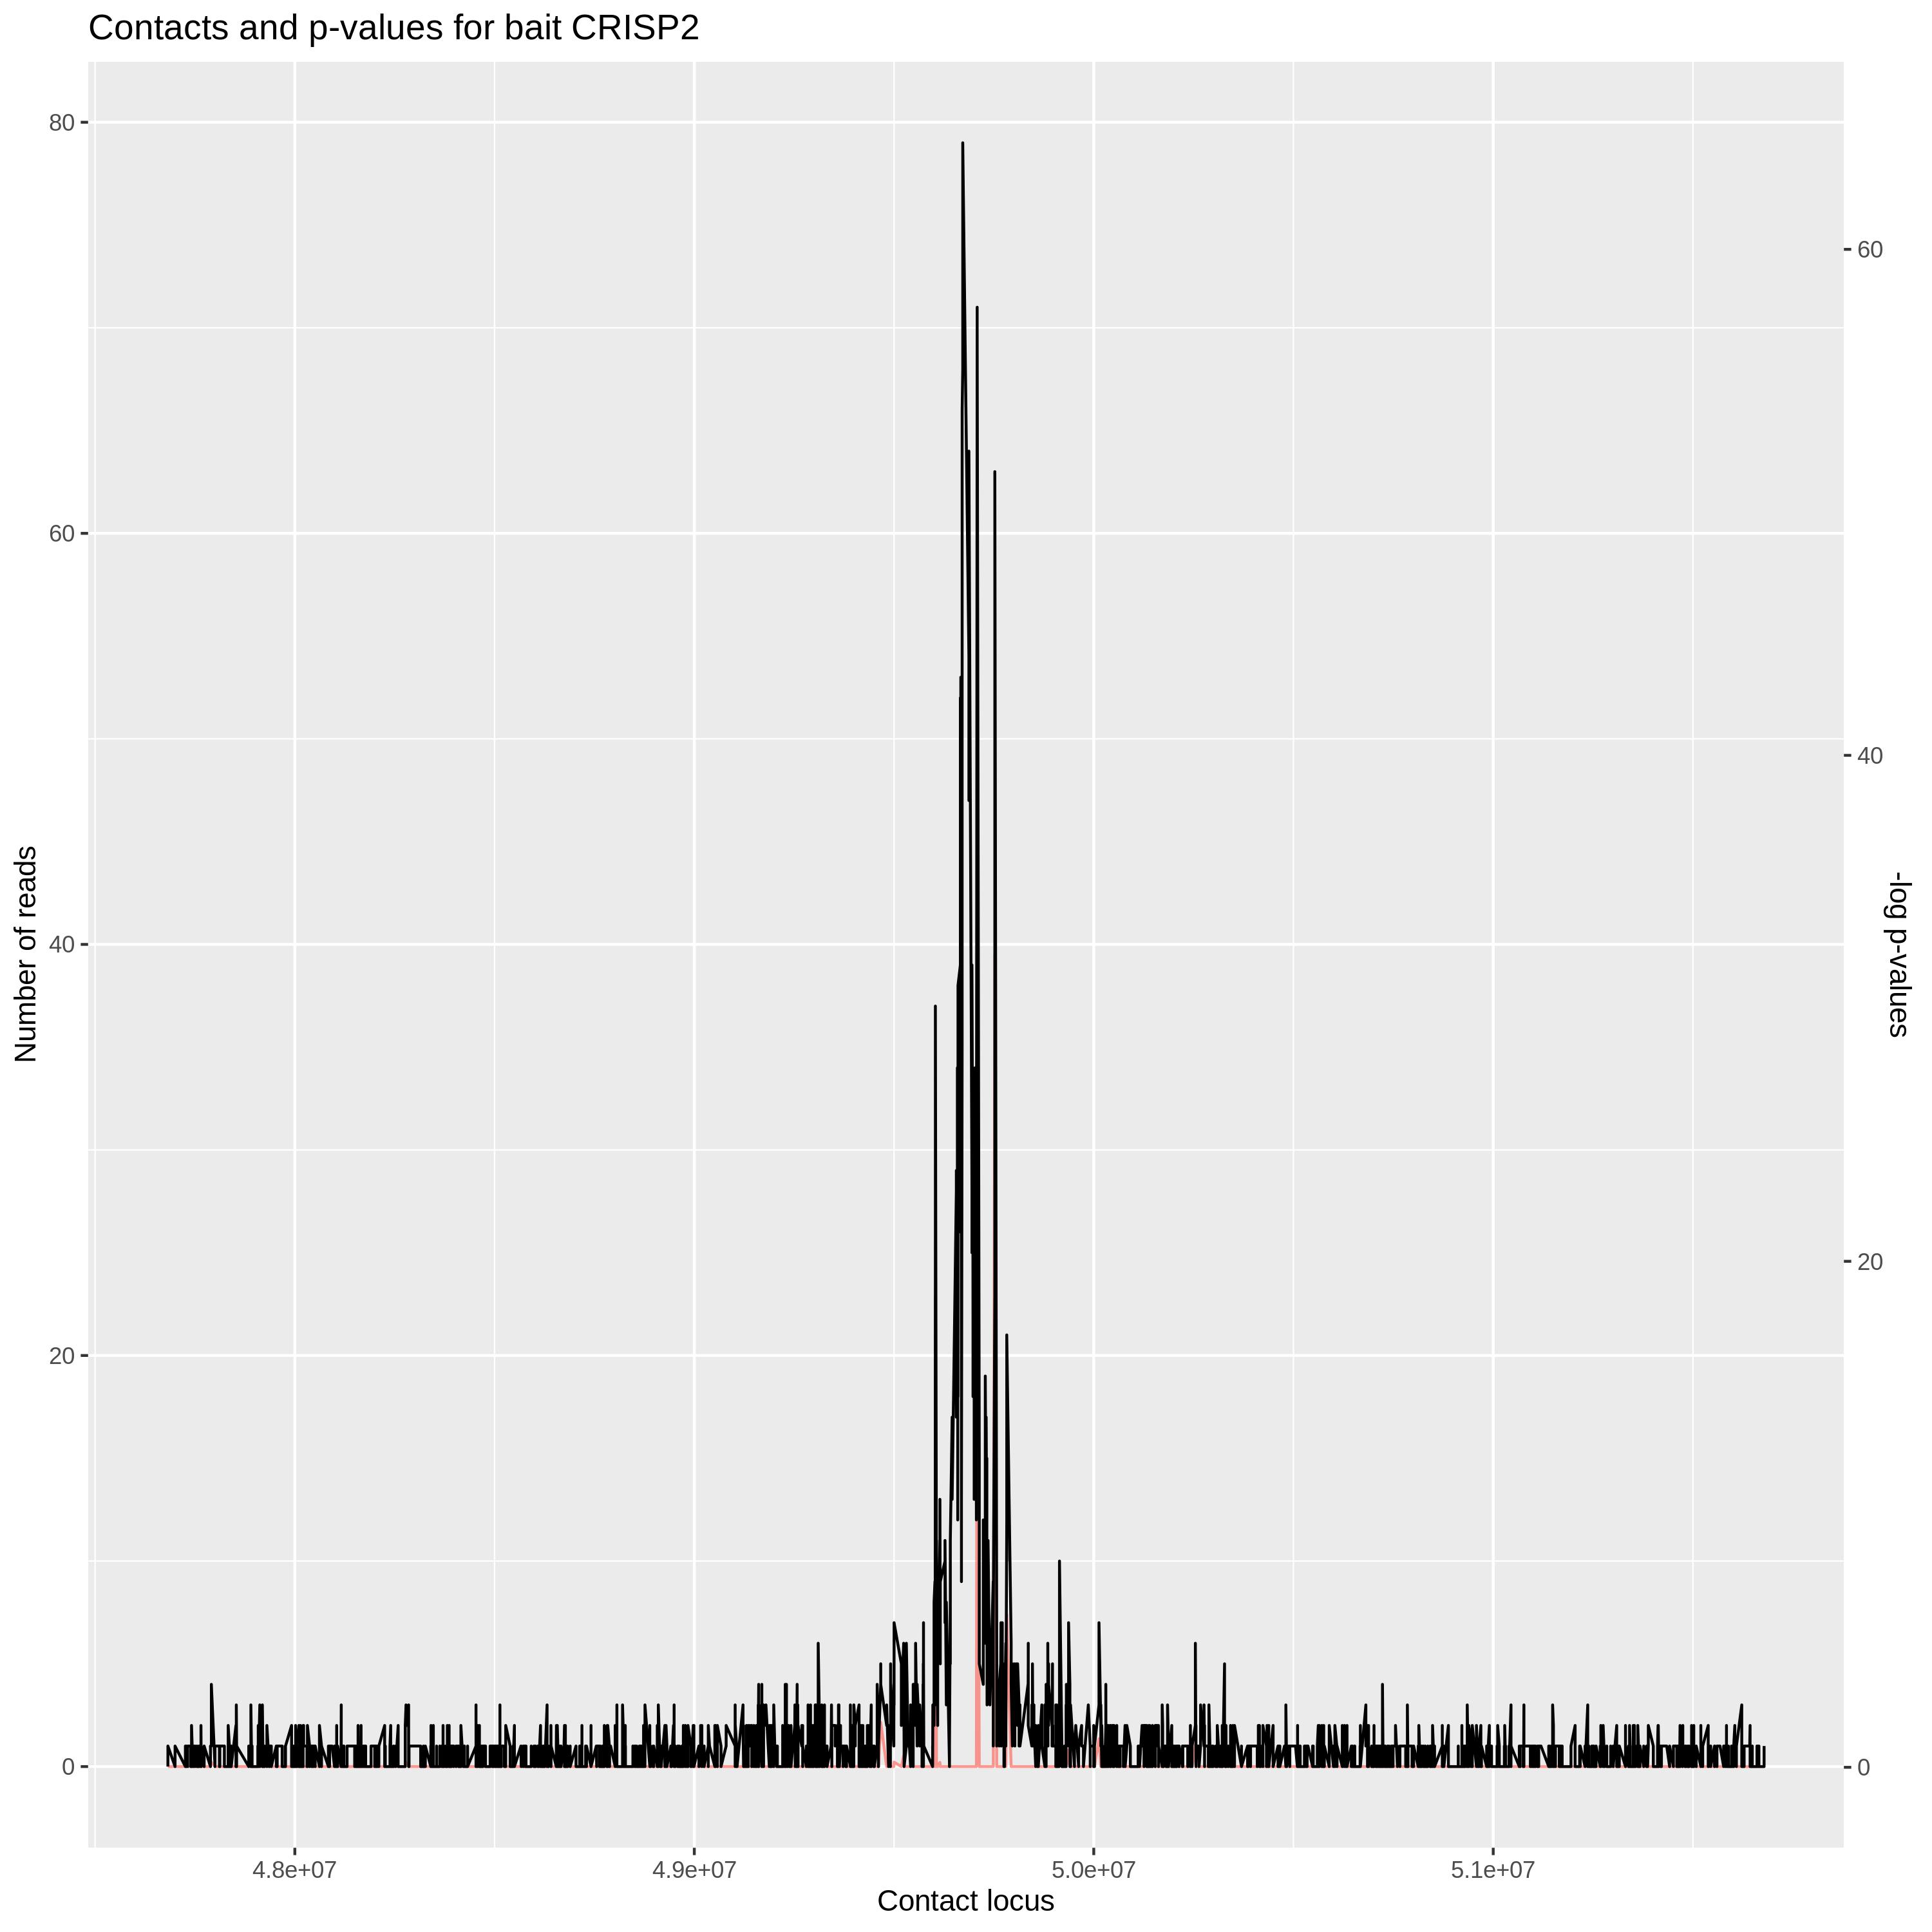 Contacts and p-values for bait CRISP2
80
60
40
20
0
Number of reads
60
40
20
0
-log p-values
4.8e+07 4.9e+07 5.0e+07 5.1e+07
Contact locus